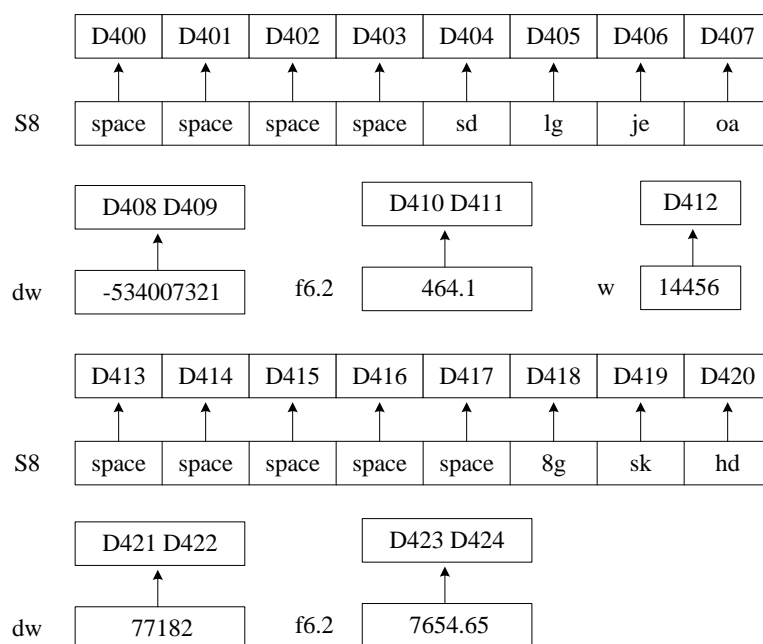 D400 D401 D402 D403 D404 D405 D406 D407
S8 space space space space sd lg je oa
D408 D409 D410 D411 D412
dw -534007321 f6.2 464.1 w 14456
D413 D414 D415 D416 D417 D418 D419 D420
S8 space space space space space 8g sk hd
D421 D422 D423 D424
dw 77182 f6.2 7654.65